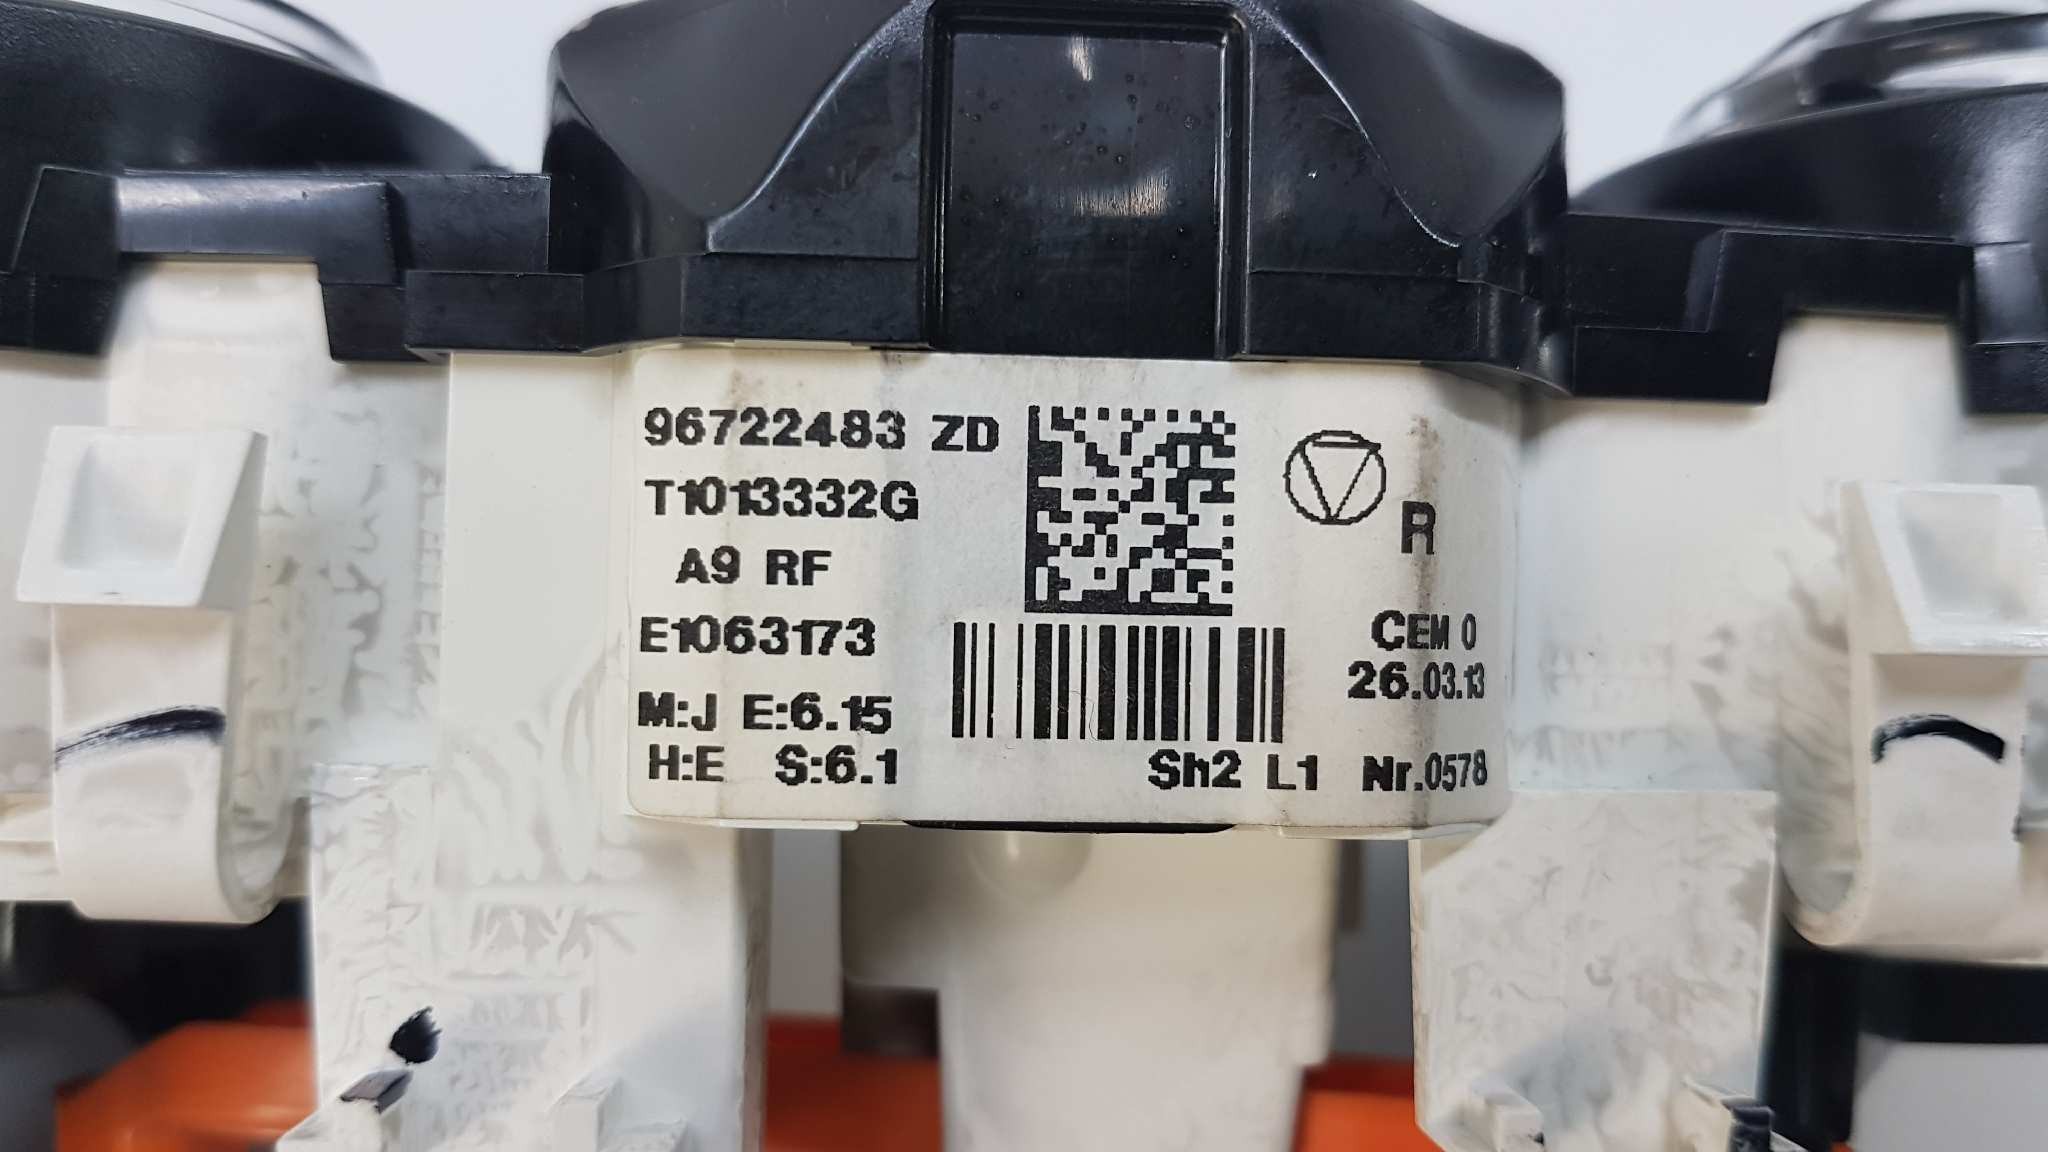 96722483 ZD
T1013332G
A9 RF
E1063173
M:J E:6.15
H:E S:6.1
R
CEM 0
26.03.13
Sh2 L1 Nr.0578